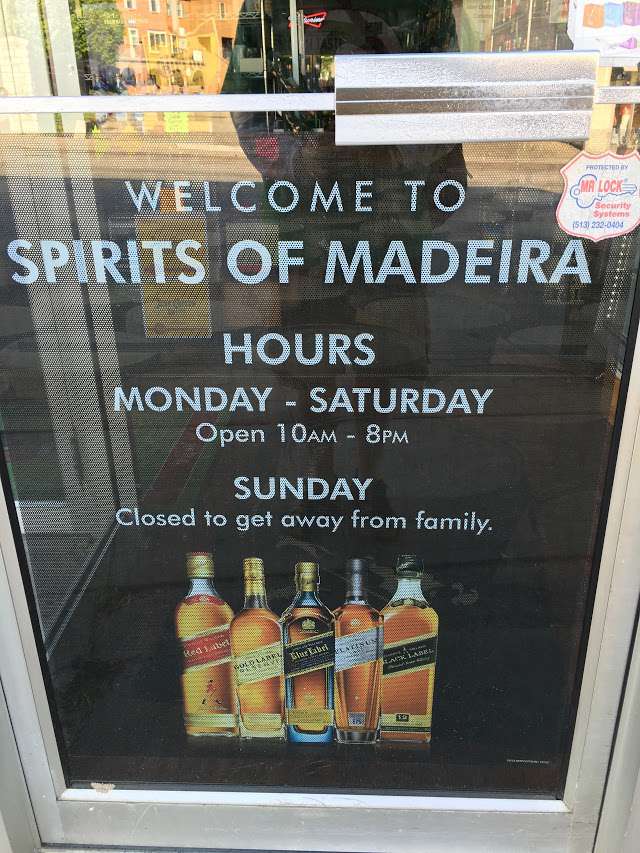 PROTECTED BY
MR LOCK
Security
Systems
(513) 232-0404
WELCOME TO
SPIRITS OF MADEIRA
HOURS
MONDAY - SATURDAY
Open 10AM - 8PM
SUNDAY
Closed to get away from family.
Red Label
GOLD LABEL
Blue Label
PLATINUM
BLACK LABEL
12